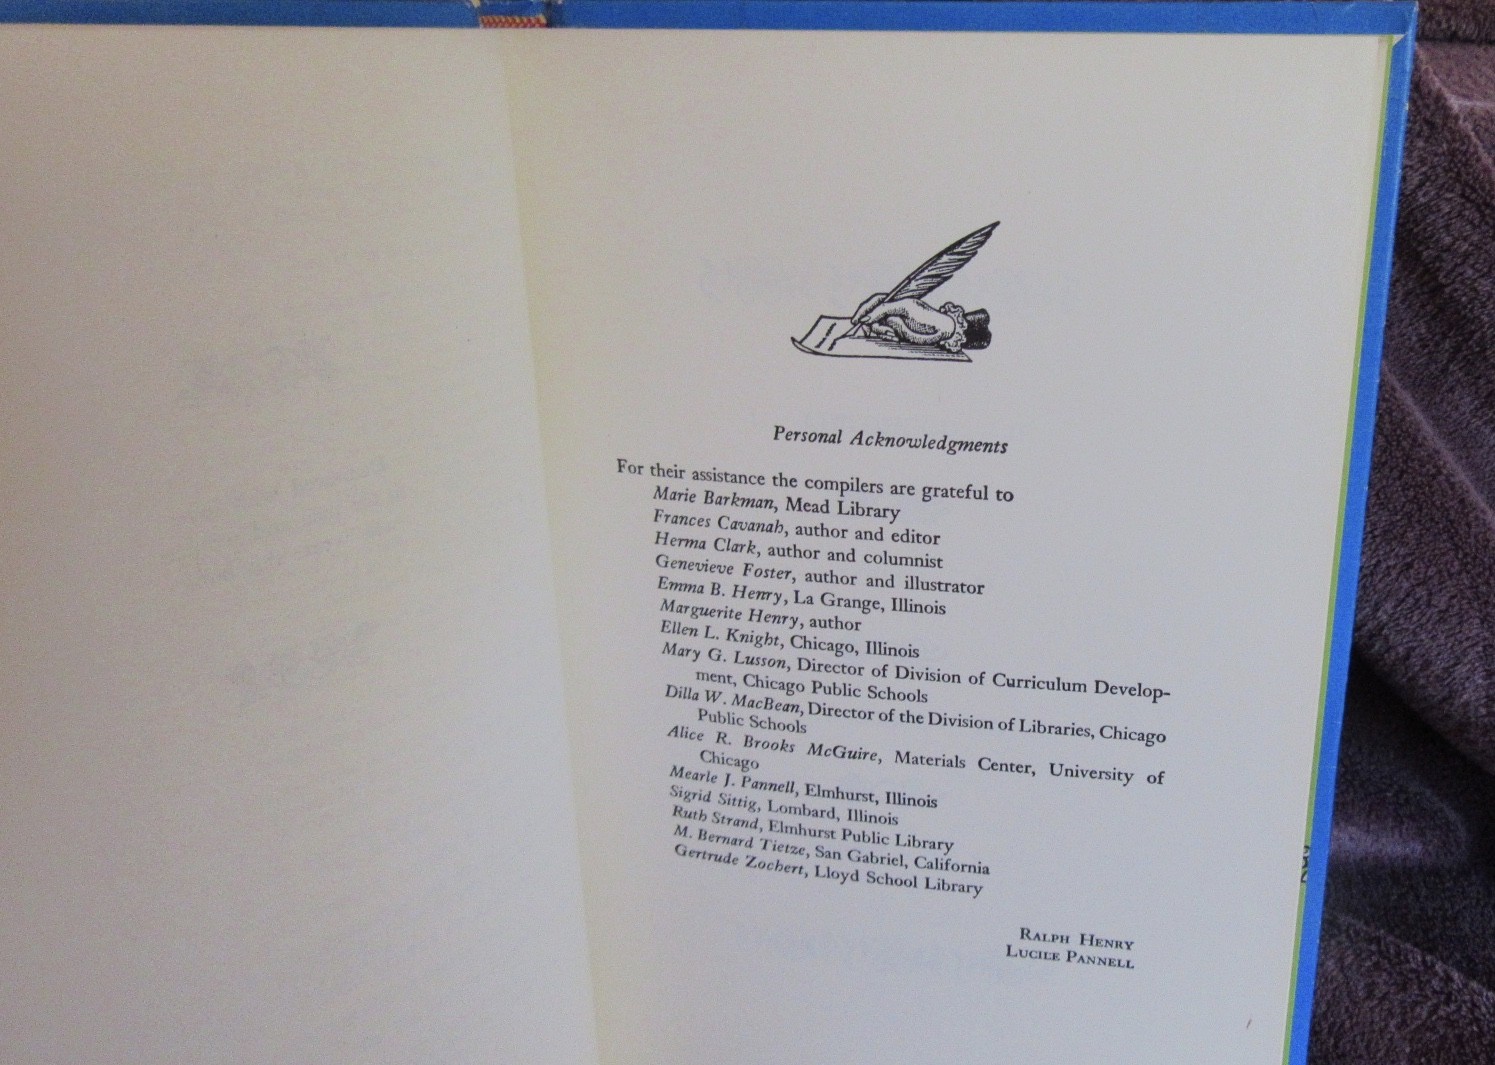 Personal Acknowledgments
For their assistance the compilers are grateful to
Marie Barkman, Mead Library
Frances Cavanah, author and editor
Herma Clark, author and columnist
Genevieve Foster, author and illustrator
Emma B. Henry, La Grange, Illinois
Marguerite Henry, author
Ellen L. Knight, Chicago, Illinois
Mary G. Lusson, Director of Division of Curriculum Develop-
ment, Chicago Public Schools
Dilla W. MacBean, Director of the Division of Libraries, Chicago
Public Schools
Alice R. Brooks McGuire, Materials Center, University of
Chicago
Mearle J. Pannell, Elmhurst, Illinois
Sigrid Sittig, Lombard, Illinois
Ruth Strand, Elmhurst Public Library
M. Bernard Tietze, San Gabriel, California
Gertrude Zochert, Lloyd School Library
RALPH HENRY
LUCILE PANNELL